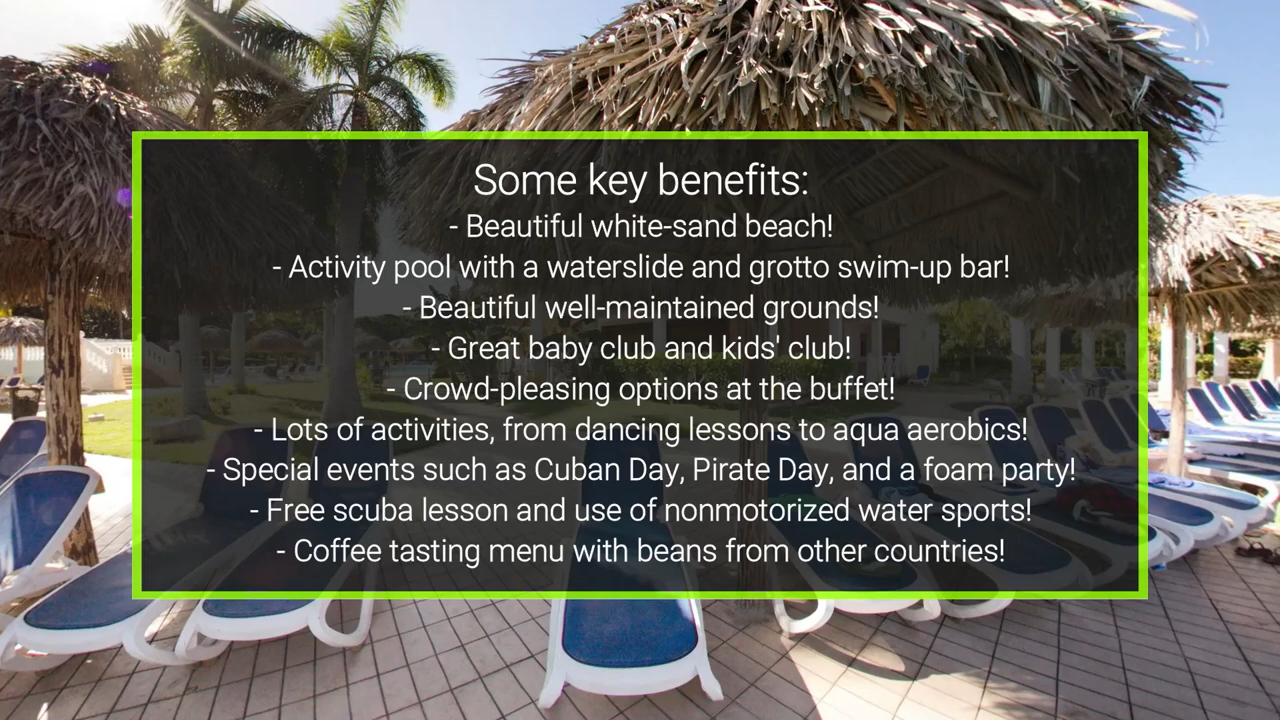 Some key benefits:
- Beautiful white-sand beach!
- Activity pool with a waterslide and grotto swim-up bar!
- Beautiful well-maintained grounds!
- Great baby club and kids' club!
- Crowd-pleasing options at the buffet!
- Lots of activities, from dancing lessons to aqua aerobics!
- Special events such as Cuban Day, Pirate Day, and a foam party!
- Free scuba lesson and use of nonmotorized water sports!
- Coffee tasting menu with beans from other countries!